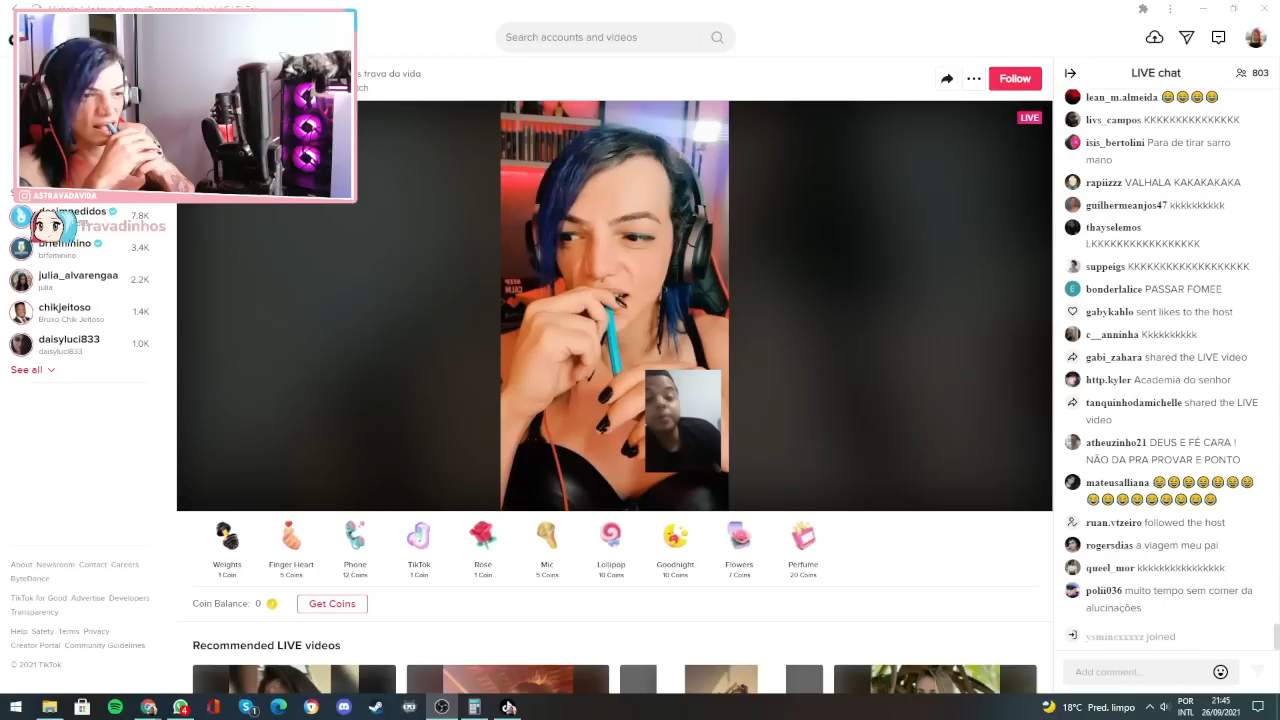 Search accounts and videos
s trava da vida
tch
Follow
ASTRAVADAVIDA
Travadinhos
desimpedidos
7.8K
brfeminino
brfeminino
3.4K
julia_alvarengaa
julia
2.2K
chikjeitoso
Bruxo Chik Jeitoso
1.4K
daisyluci833
daisyluci833
1.0K
See all
About Newsroom Contact Careers
ByteDance
TikTok for Good Advertise Developers
Transparency
Help Safety Terms Privacy
Creator Portal Community Guidelines
© 2021 TikTok
LIVE
KEEP
CALM
Weights
1 Coin
Finger Heart
5 Coins
Phone
12 Coins
TikTok
1 Coin
Rose
1 Coin
Mic
5 Coins
Lollipop
10 Coins
Goodnight
10 Coins
Flowers
7 Coins
Perfume
20 Coins
Coin Balance: 0
Get Coins
Recommended LIVE videos
LIVE chat
803
lean_m.almeida 😂😂😂😂
livs_campos KKKKKKKKKKKKKKK
isis_bertolini Para de tirar sarro
mano
rapiizzz VALHALA KAKAKAKAKA
guilhermeanjos47 kkkkkkkkkk
thayselemos
LKKKKKKKKKKKKKKKKK
suppeigs KKKKKKKKKKKKKKKKKKK
bonderlalice PASSAR FOMEE
gabykahlo sent likes to the host
c__anninha Kkkkkkkkkk
gabi_zahara shared the LIVE video
http.kyler Academia do senhor
tanquinhodamichelle shared the LIVE
video
atheuzinho21 DEUS E FÉ CARA !
NÃO DA PRA PROVAR E PONTO
mateusalliana 😂😂😂😂😂😂😂
😂😂😂😂😂😂😂😂😂
ruan.vtzeiro followed the host
rogersdias a viagem meu pai
queel_mor kkkkkkkkkkkkkkk
polii036 muito tempo sem comer da
alucinações
ysminexxxxz joined
Add comment...
4
1
18°C Pred. limpo
POR
INTL
21:45
26/09/2021